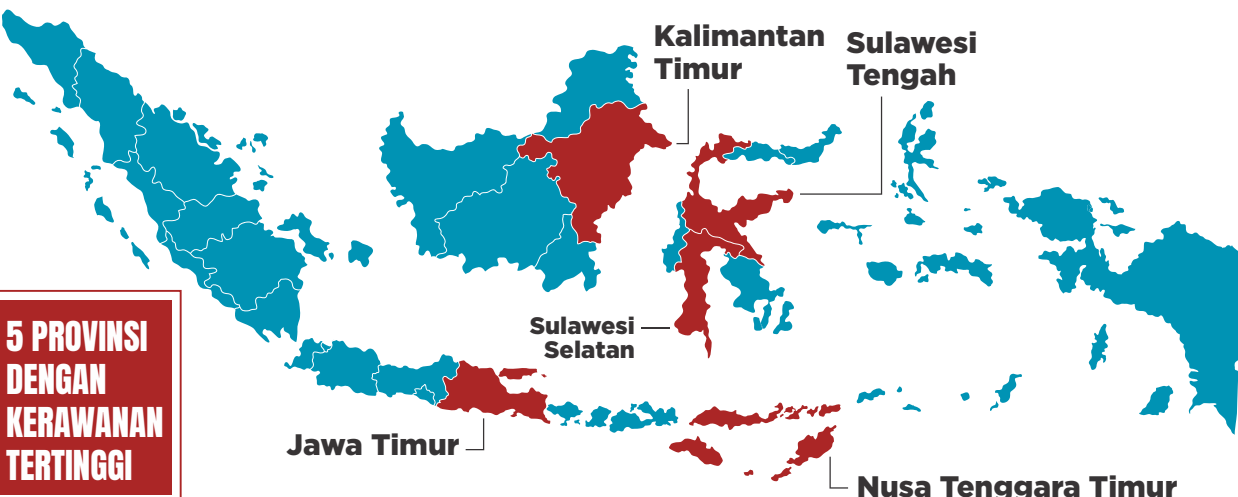 Kalimantan
Timur
Sulawesi
Tengah
Sulawesi
Selatan
5 PROVINSI
DENGAN
KERAWANAN
TERTINGGI
Jawa Timur
Nusa Tenggara Timur